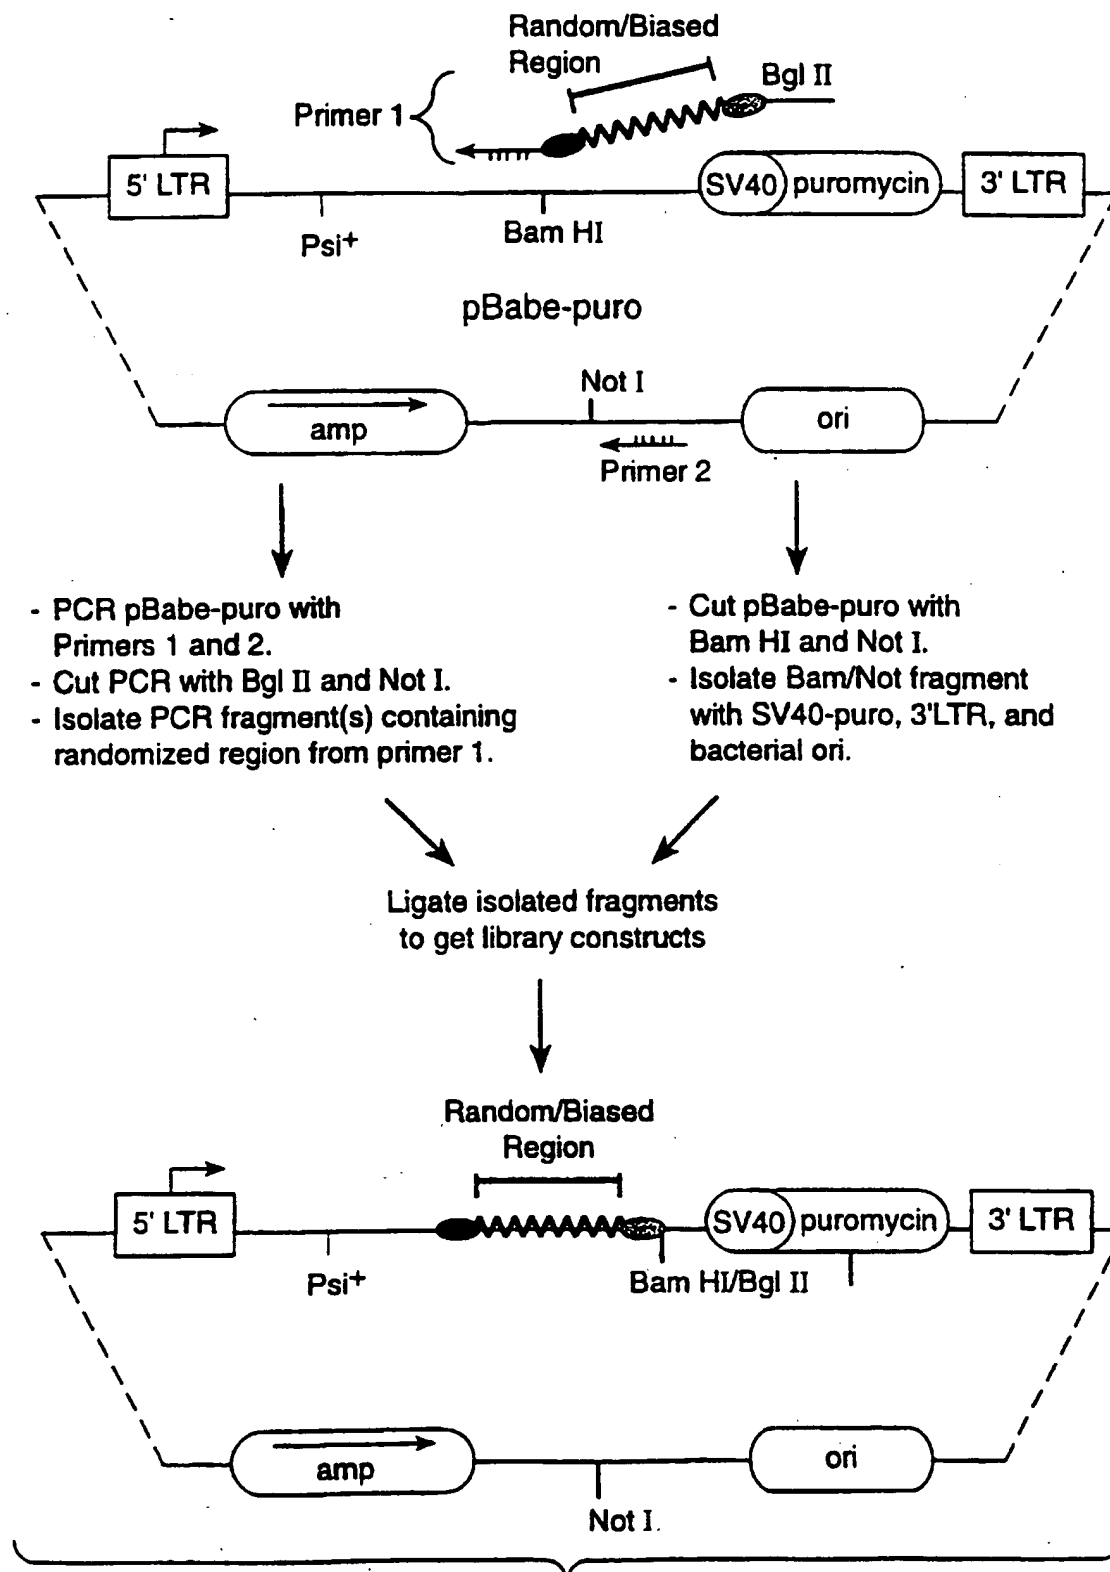 Random/Biased
Region
Bgl II
Primer 1
5' LTR
SV40 puromycin
3' LTR
Psi+
Bam HI
pBabe-puro
Not I
amp
ori
Primer 2
- PCR pBabe-puro with
Primers 1 and 2.
- Cut PCR with Bgl II and Not I.
- Isolate PCR fragment(s) containing
randomized region from primer 1.
- Cut pBabe-puro with
Bam HI and Not I.
- Isolate Bam/Not fragment
with SV40-puro, 3'LTR, and
bacterial ori.
Ligate isolated fragments
to get library constructs
Random/Biased
Region
5' LTR
SV40 puromycin
3' LTR
Psi+
Bam HI/Bgl II
amp
ori
Not I.